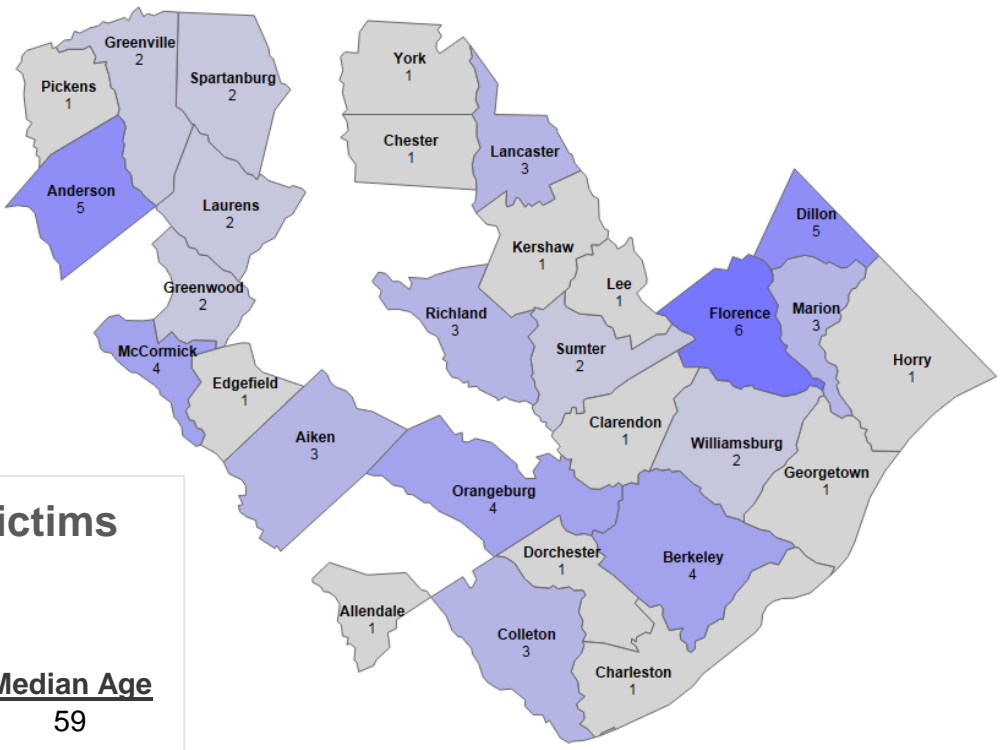 Greenville
2
Spartanburg
2
Pickens
1
Anderson
5
Laurens
2
Greenwood
2
McCormick
4
Edgefield
1
Aiken
3
York
1
Chester
1
Lancaster
3
Kershaw
1
Lee
1
Richland
3
Sumter
2
Clarendon
1
Dillon
5
Florence
6
Marion
3
Horry
1
Williamsburg
2
Georgetown
1
Orangeburg
4
Dorchester
1
Berkeley
4
Allendale
1
Colleton
3
Charleston
1
ictims
Median Age
59